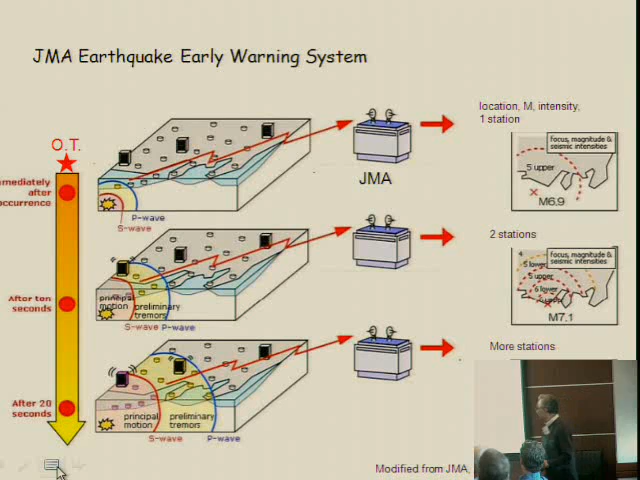 JMA Earthquake Early Warning System
O.T.
location, M, intensity,
1 station
focus, magnitude &
seismic intensities
5 upper
M6.9
JMA
mmediately
after
occurrence
P-wave
S-wave
2 stations
focus, magnitude &
seismic intensities
4
5 lower
5 upper
6 lower
M7.1
After ten
seconds
principal
motion
preliminary
tremors
S-wave P-wave
More stations
After 20
seconds
principal
motion
preliminary
tremors
S-wave
P-wave
Modified from JMA,